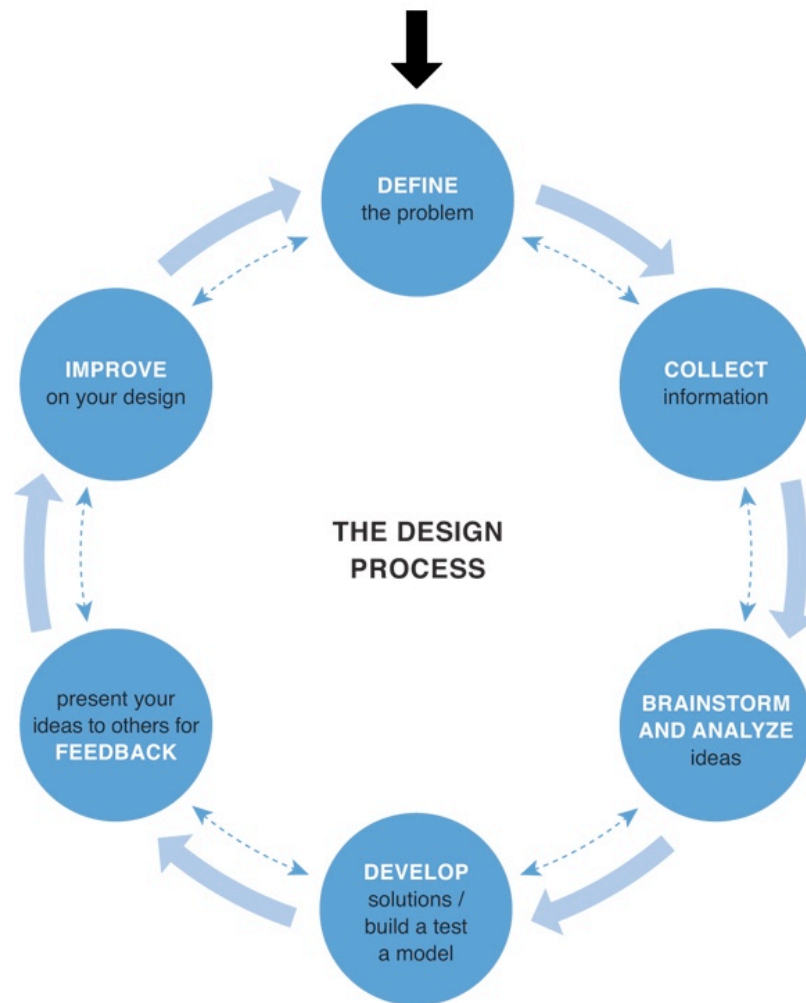 DEFINE
the problem
COLLECT
information
BRAINSTORM
AND ANALYZE
ideas
DEVELOP
solutions /
build a test
a model
present your
ideas to others for
FEEDBACK
IMPROVE
on your design
THE DESIGN
PROCESS